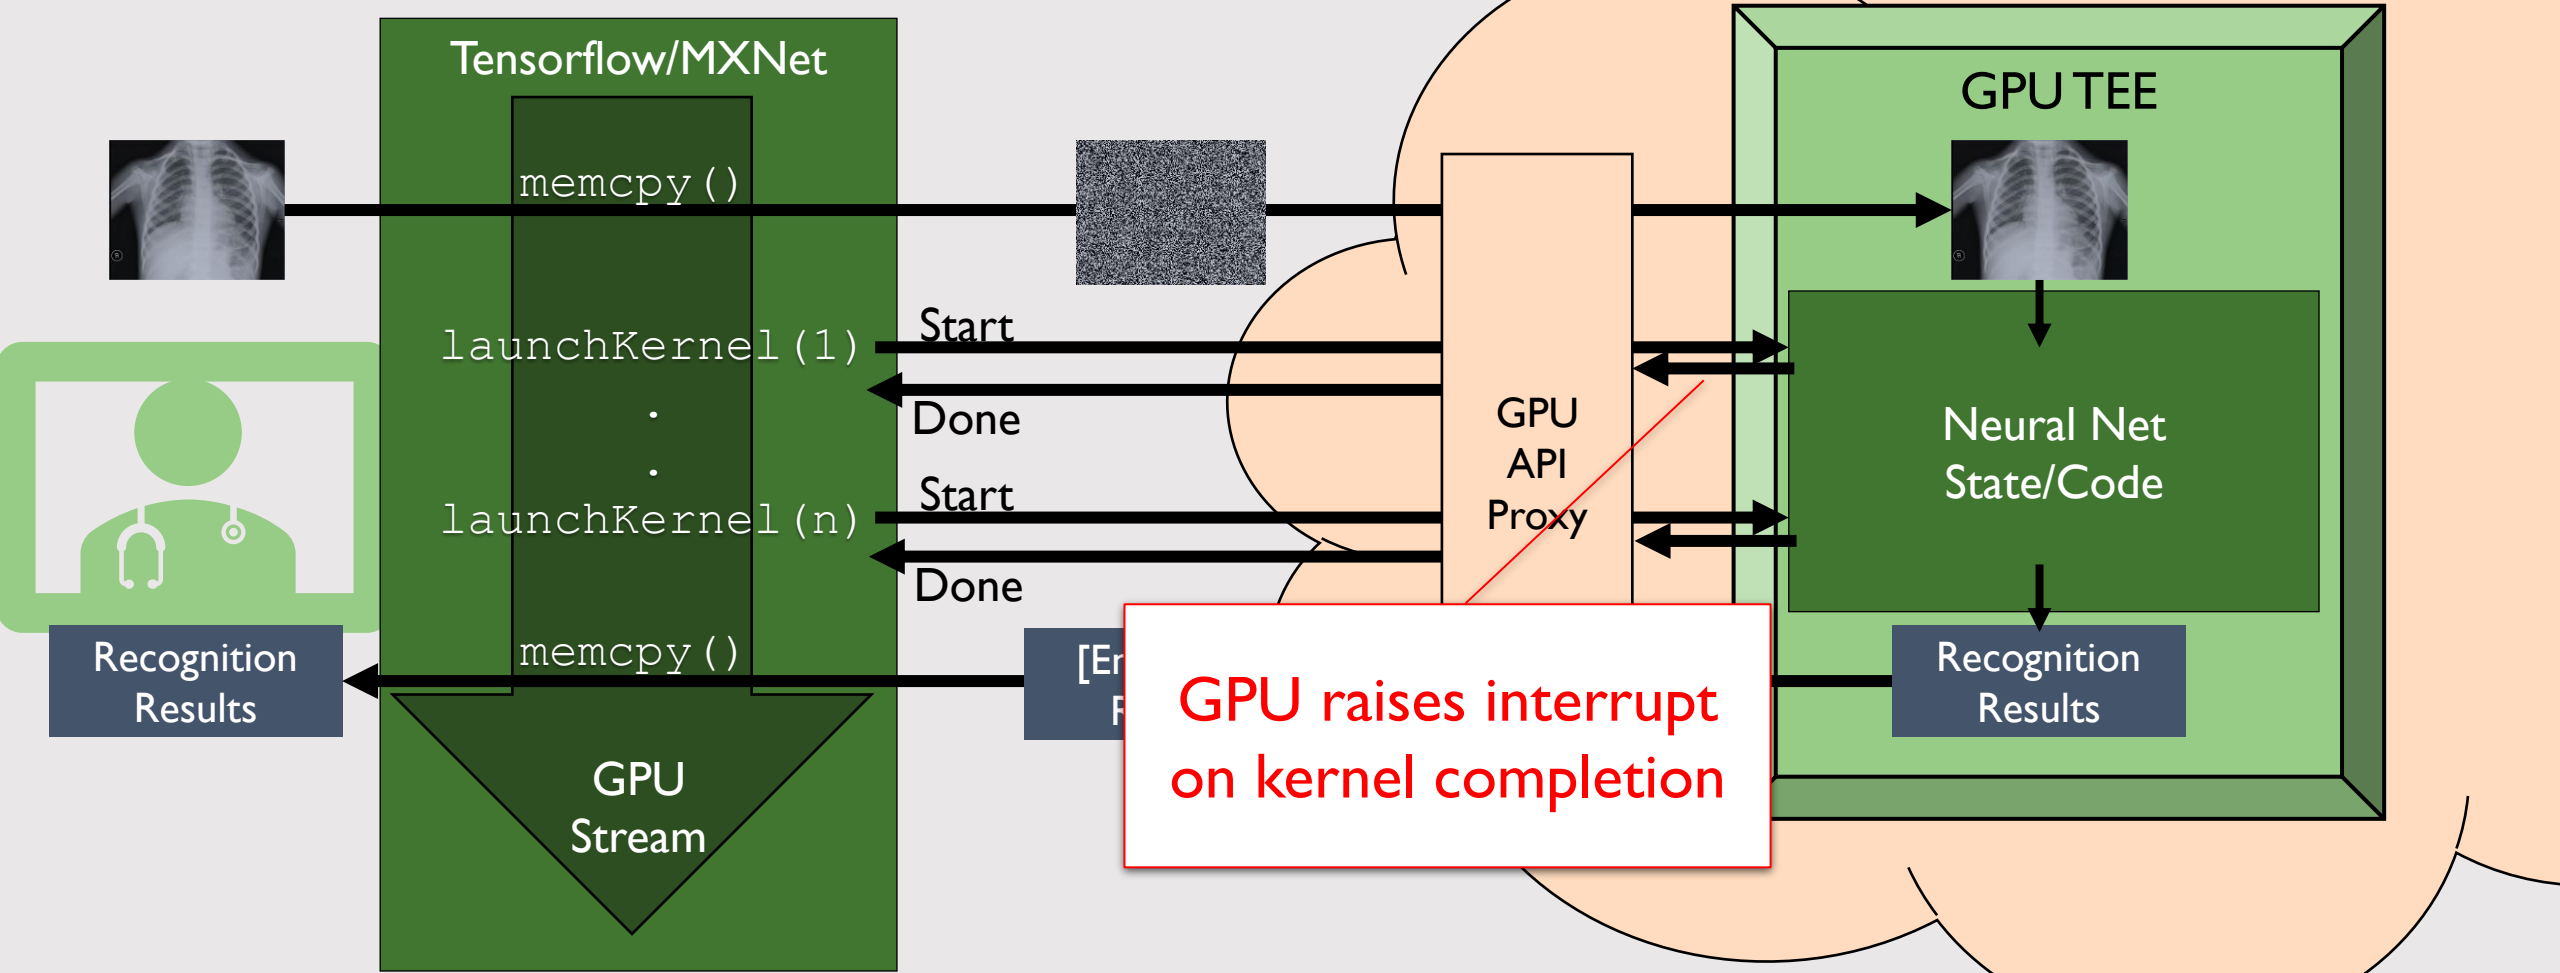 Tensorflow/MXNet
GPU TEE
memcpy()
launchKernel(1)
.
.
launchKernel(n)
memcpy()
GPU
Stream
Start
Done
Start
Done
GPU
API
Proxy
Neural Net
State/Code
Recognition
Results
Recognition
Results
GPU raises interrupt
on kernel completion